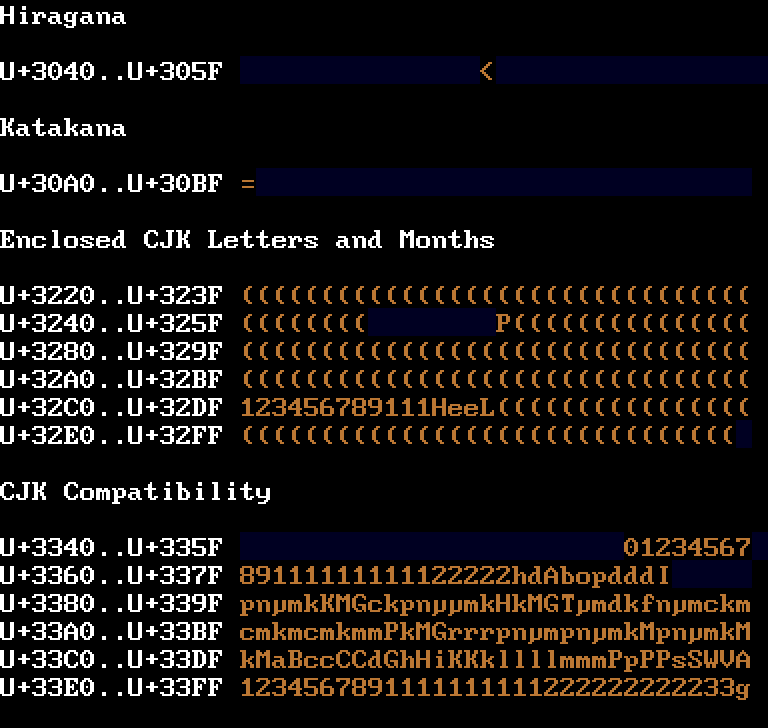 Hiragana
U+3040..U+305F <
Katakana
U+30A0..U+30BF =
Enclosed CJK Letters and Months
U+3220..U+323F ((((((((((((((((((((((((((((((((
U+3240..U+325F ((((((((        P(((((((((((((((
U+3280..U+329F ((((((((((((((((((((((((((((((((
U+32A0..U+32BF ((((((((((((((((((((((((((((((((
U+32C0..U+32DF 123456789111HeeL((((((((((((((((
U+32E0..U+32FF (((((((((((((((((((((((((((((((
CJK Compatibility
U+3340..U+335F 01234567
U+3360..U+337F 89111111111122222hdAbopdddI
U+3380..U+339F pnµmkKMGckpnµµmkHkMGTµmdkfnµmckm
U+33A0..U+33BF cmkmcmkmmPkMGrrrpnµmpnµmkMpnµmkM
U+33C0..U+33DF kMaBccCCdGhHiKKkllllmmmPpPPsSWVA
U+33E0..U+33FF 1234567891111111111222222222233g